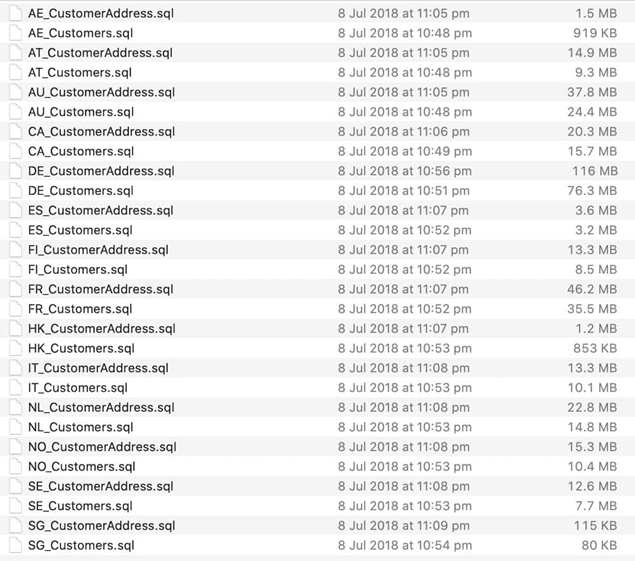 AE_CustomerAddress.sql 8 Jul 2018 at 11:05 pm 1.5 MB
AE_Customers.sql 8 Jul 2018 at 10:48 pm 919 KB
AT_CustomerAddress.sql 8 Jul 2018 at 11:05 pm 14.9 MB
AT_Customers.sql 8 Jul 2018 at 10:48 pm 9.3 MB
AU_CustomerAddress.sql 8 Jul 2018 at 11:05 pm 37.8 MB
AU_Customers.sql 8 Jul 2018 at 10:48 pm 24.4 MB
CA_CustomerAddress.sql 8 Jul 2018 at 11:06 pm 20.3 MB
CA_Customers.sql 8 Jul 2018 at 10:49 pm 15.7 MB
DE_CustomerAddress.sql 8 Jul 2018 at 10:56 pm 116 MB
DE_Customers.sql 8 Jul 2018 at 10:51 pm 76.3 MB
ES_CustomerAddress.sql 8 Jul 2018 at 11:07 pm 3.6 MB
ES_Customers.sql 8 Jul 2018 at 10:52 pm 3.2 MB
FI_CustomerAddress.sql 8 Jul 2018 at 11:07 pm 13.3 MB
FI_Customers.sql 8 Jul 2018 at 10:52 pm 8.5 MB
FR_CustomerAddress.sql 8 Jul 2018 at 11:07 pm 46.2 MB
FR_Customers.sql 8 Jul 2018 at 10:52 pm 35.5 MB
HK_CustomerAddress.sql 8 Jul 2018 at 11:07 pm 1.2 MB
HK_Customers.sql 8 Jul 2018 at 10:53 pm 853 KB
IT_CustomerAddress.sql 8 Jul 2018 at 11:08 pm 13.3 MB
IT_Customers.sql 8 Jul 2018 at 10:53 pm 10.1 MB
NL_CustomerAddress.sql 8 Jul 2018 at 11:08 pm 22.8 MB
NL_Customers.sql 8 Jul 2018 at 10:53 pm 14.8 MB
NO_CustomerAddress.sql 8 Jul 2018 at 11:08 pm 15.3 MB
NO_Customers.sql 8 Jul 2018 at 10:53 pm 10.4 MB
SE_CustomerAddress.sql 8 Jul 2018 at 11:08 pm 12.6 MB
SE_Customers.sql 8 Jul 2018 at 10:53 pm 7.7 MB
SG_CustomerAddress.sql 8 Jul 2018 at 11:09 pm 115 KB
SG_Customers.sql 8 Jul 2018 at 10:54 pm 80 KB